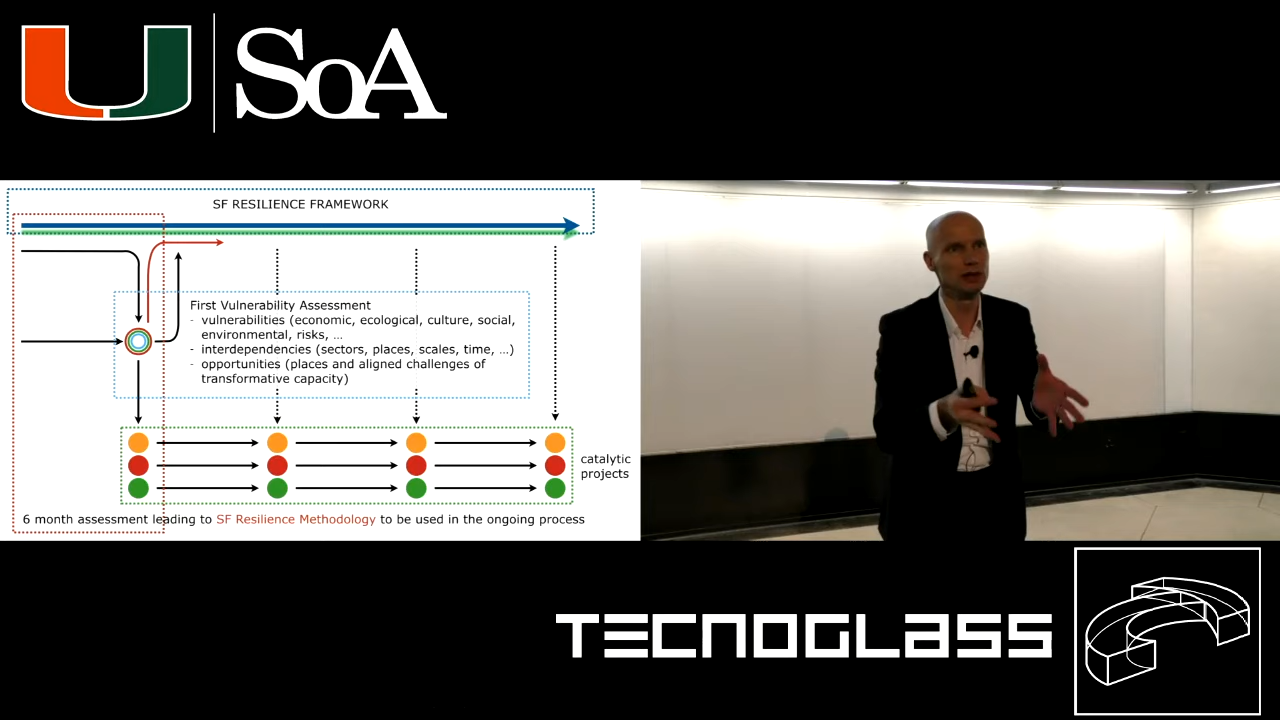 U
SoA
SF RESILIENCE FRAMEWORK
First Vulnerability Assessment
- vulnerabilities (economic, ecological, culture, social,
environmental, risks, ...
- interdependencies (sectors, places, scales, time, ...)
- opportunities (places and aligned challenges of
transformative capacity)
catalytic
projects
6 month assessment leading to SF Resilience Methodology to be used in the ongoing process
TECNOGLASS